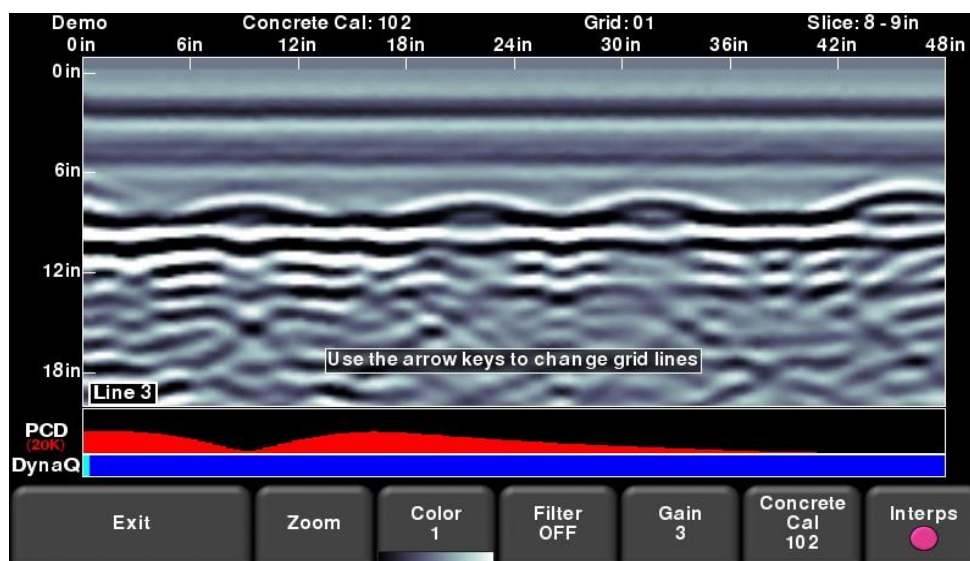 Demo Concrete Cal: 102 Grid: 01 Slice: 8 - 9in
0in 6in 12in 18in 24in 30in 36in 42in 48in
0in
6in
12in
18in
Use the arrow keys to change grid lines
Line 3
PCD
(20K)
DynaQ
Exit
Zoom
Color
1
Filter
OFF
Gain
3
Concrete
Cal
102
Interps